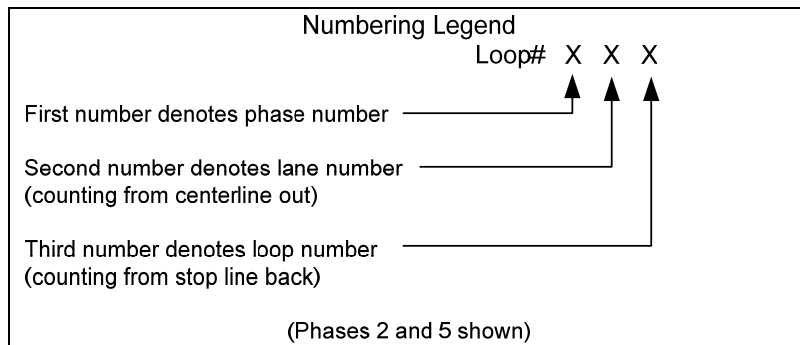 Numbering Legend
Loop# X X X
First number denotes phase number
Second number denotes lane number
(counting from centerline out)
Third number denotes loop number
(counting from stop line back)
(Phases 2 and 5 shown)